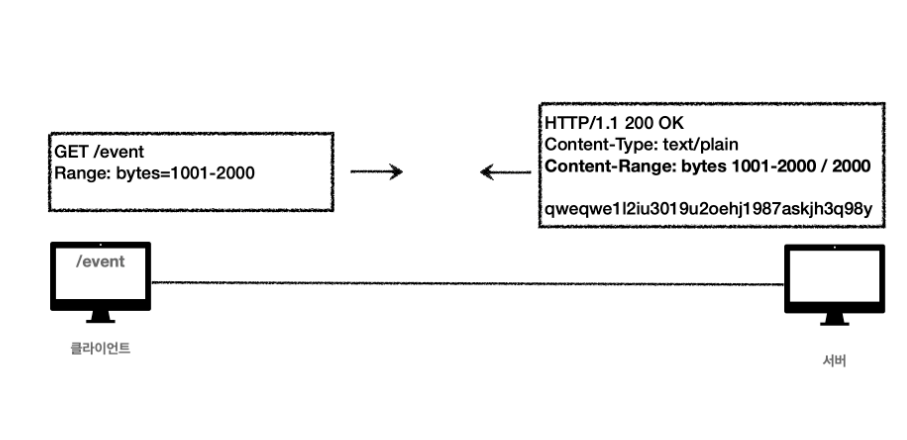 GET /event
Range: bytes=1001-2000
HTTP/1.1 200 OK
Content-Type: text/plain
Content-Range: bytes 1001-2000 / 2000
qweqwe1l2iu3019u2oehj1987askjh3q98y
/event
클라이언트
서버